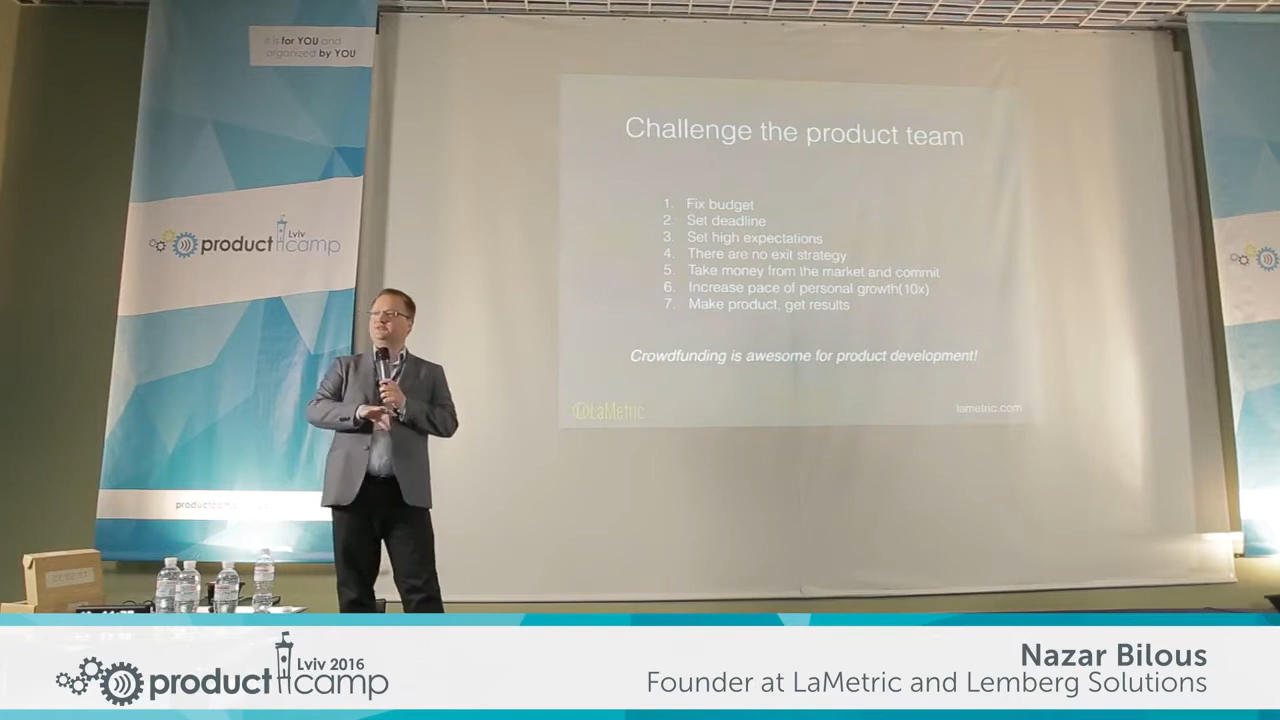 it is for YOU and
organized by YOU
Lviv
product camp
Challenge the product team
1. Fix budget
2. Set deadline
3. Set high expectations
4. There are no exit strategy
5. Take money from the market and commit
6. Increase pace of personal growth(10x)
7. Make product, get results
Crowdfunding is awesome for product development!
@LaMetric
lametric.com
Lviv 2016
product camp
Nazar Bilous
Founder at LaMetric and Lemberg Solutions